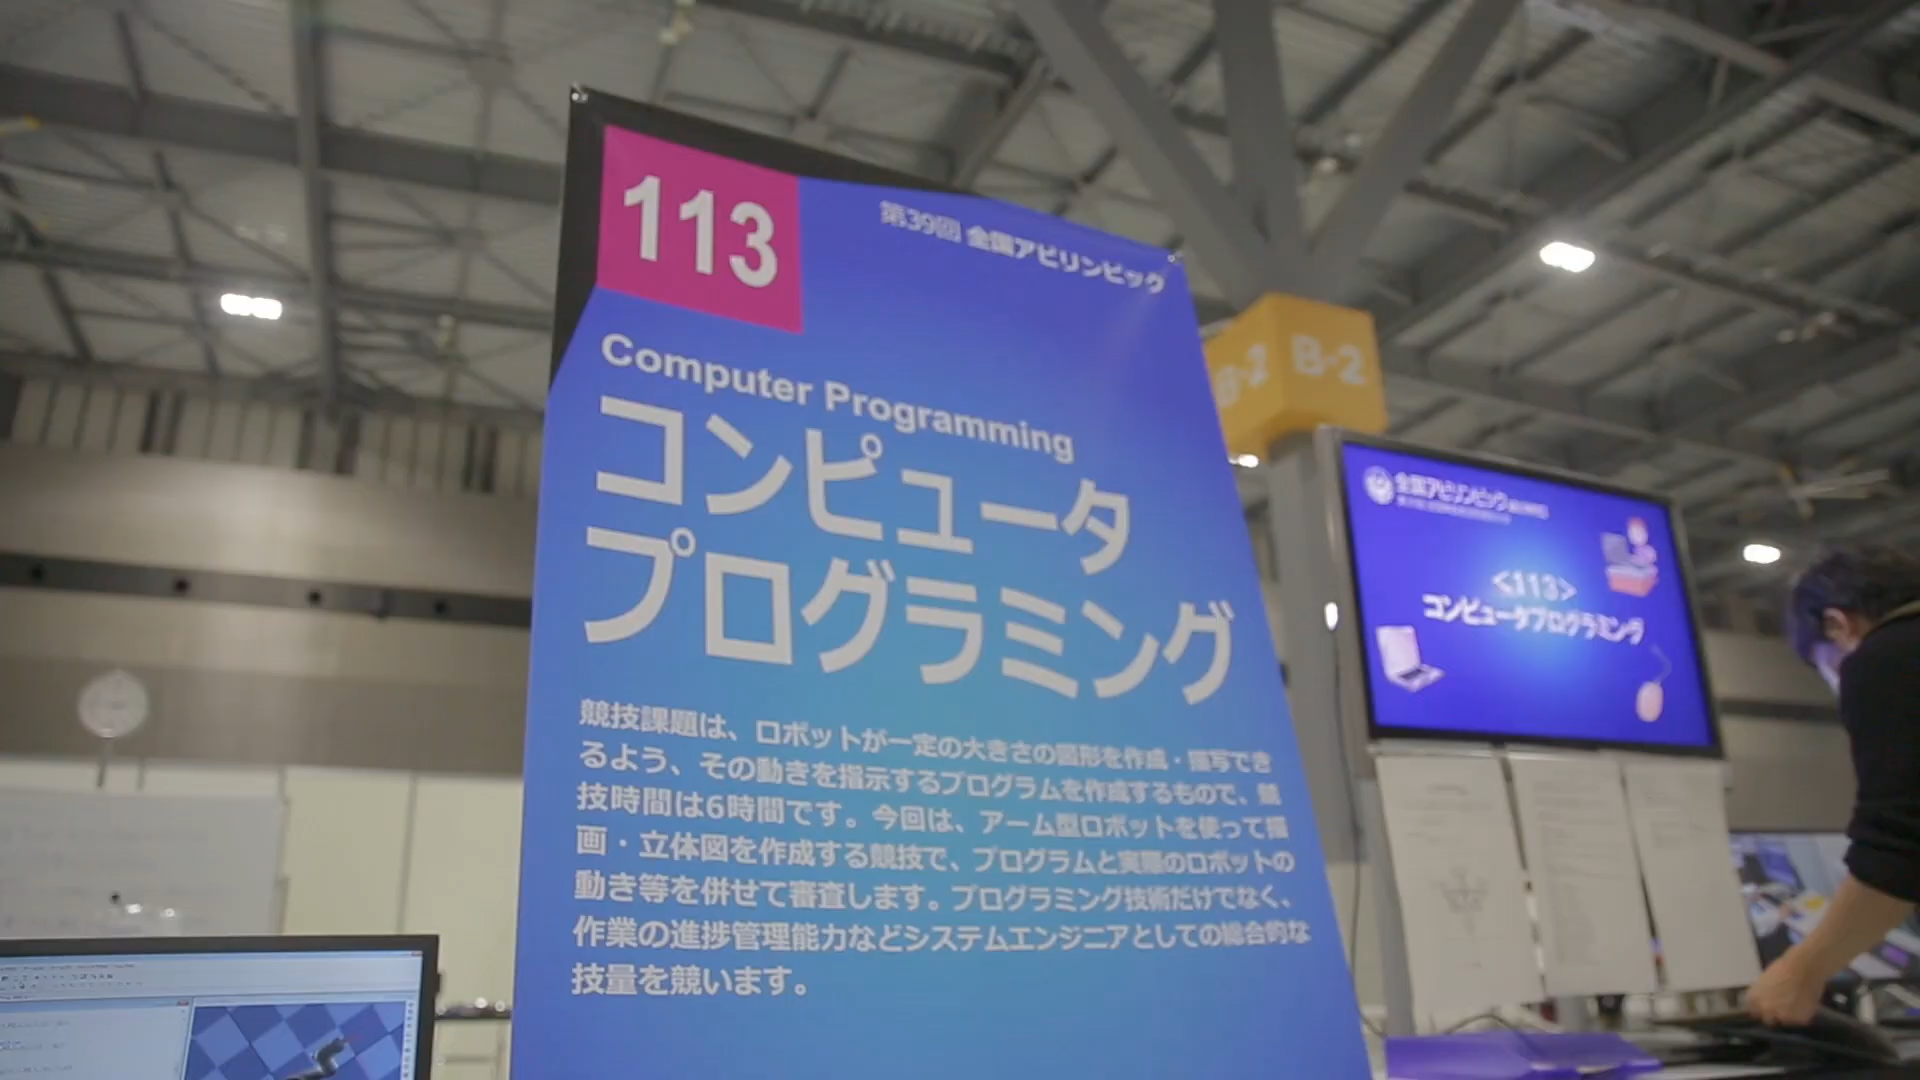 113
第39回 全国アビリンピック
Computer Programming
コンピュータ
プログラミング
競技課題は、ロボットが一定の大きさの図形を作成・描写でき
るよう、その動きを指示するプログラムを作成するもので、競
技時間は6時間です。今回は、アーム型ロボットを使って描
画・立体図を作成する競技で、プログラムと実際のロボットの
動き等を併せて審査します。プログラミング技術だけでなく、
作業の進捗管理能力などシステムエンジニアとしての総合的な
技量を競います。
B-2
B-2
全国アビリンピック
<113>
コンピュータプログラミング